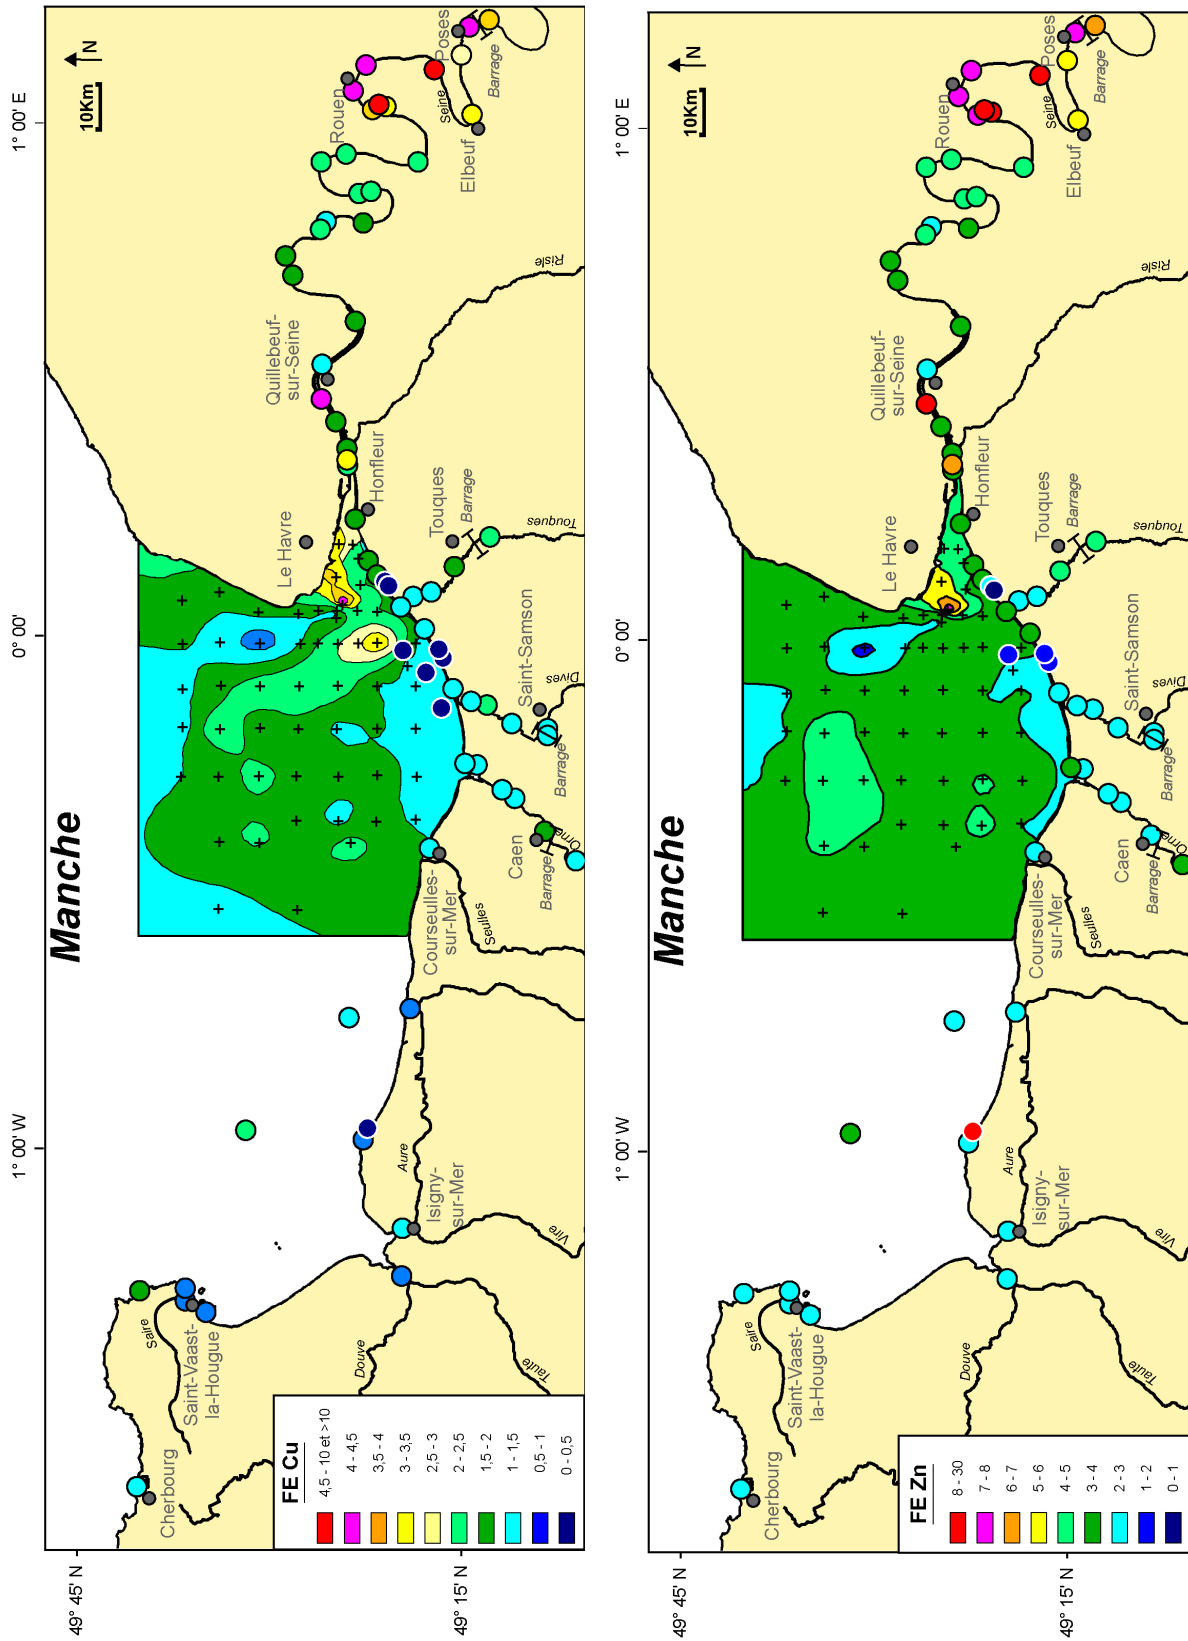 Manche
1° 00' W
0° 00'
1° 00' E
49° 45' N
49° 15' N
10Km
N
Cherbourg
Saire
Saint-Vaast-
la-Hougue
Douve
Taute
Vire
Isigny-
sur-Mer
Aure
Courseulles-
sur-Mer
Seulles
Caen
Barrage
Orne
Saint-Samson
Barrage
Dives
Touques
Barrage
Touques
Le Havre
Honfleur
Quillebeuf-
sur-Seine
Risle
Rouen
Seine
Elbeuf
Poses
Barrage
FE Cu
4,5 - 10 et >10
4 - 4,5
3,5 - 4
3 - 3,5
2,5 - 3
2 - 2,5
1,5 - 2
1 - 1,5
0,5 - 1
0 - 0,5
Manche
1° 00' W
0° 00'
1° 00' E
49° 45' N
49° 15' N
10Km
N
Cherbourg
Saire
Saint-Vaast-
la-Hougue
Douve
Taute
Vire
Isigny-
sur-Mer
Aure
Courseulles-
sur-Mer
Seulles
Caen
Barrage
Orne
Saint-Samson
Barrage
Dives
Touques
Barrage
Touques
Le Havre
Honfleur
Quillebeuf-
sur-Seine
Risle
Rouen
Seine
Elbeuf
Poses
Barrage
FE Zn
8 - 30
7 - 8
6 - 7
5 - 6
4 - 5
3 - 4
2 - 3
1 - 2
0 - 1